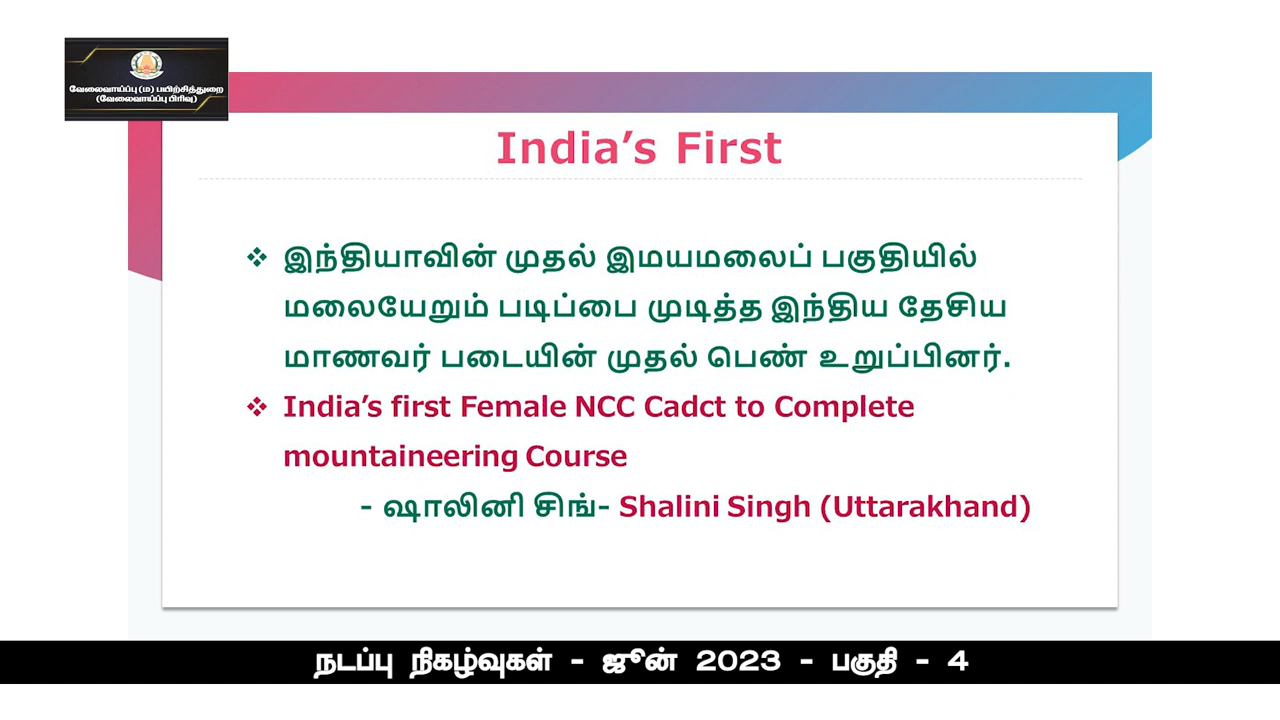 வேலைவாய்ப்பு (ம) பயிற்சித்துறை
(வேலைவாய்ப்பு பிரிவு)
India’s First
❖ இந்தியாவின் முதல் இமயமலைப் பகுதியில்
மலையேறும் படிப்பை முடித்த இந்திய தேசிய
மாணவர் படையின் முதல் பெண் உறுப்பினர்.
❖ India’s first Female NCC Cadct to Complete
mountaineering Course
- ஷாலினி சிங்- Shalini Singh (Uttarakhand)
நடப்பு நிகழ்வுகள் - ஜூன் 2023 - பகுதி - 4